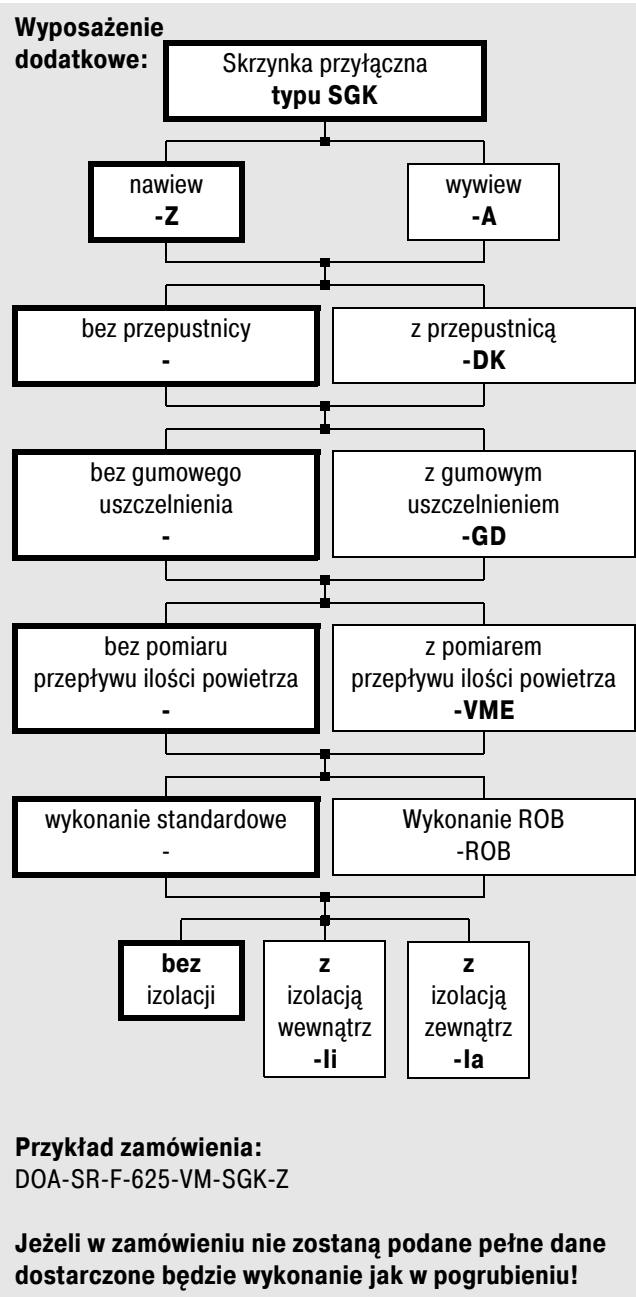 Wyposażenie
dodatkowe:
Skrzynka przyłączna
typu SGK
nawiew
-Z
wywiew
-A
bez przepustnicy
-
z przepustnicą
-DK
bez gumowego
uszczelnienia
-
z gumowym
uszczelnieniem
-GD
bez pomiaru
przepływu ilości powietrza
-
z pomiarem
przepływu ilości powietrza
-VME
wykonanie standardowe
-
Wykonanie ROB
-ROB
bez
izolacji
z
izolacją
wewnątrz
-Ii
z
izolacją
zewnątrz
-Ia
Przykład zamówienia:
DOA-SR-F-625-VM-SGK-Z
Jeżeli w zamówieniu nie zostaną podane pełne dane
dostarczone będzie wykonanie jak w pogrubieniu!